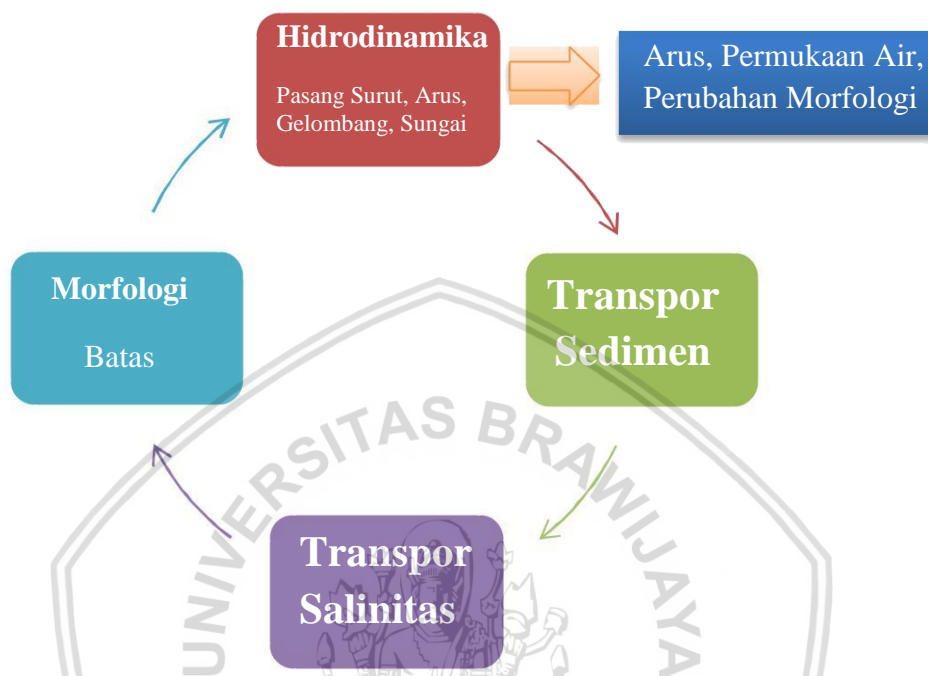 Hidrodinamika
Pasang Surut, Arus,
Gelombang, Sungai
Arus, Permukaan Air,
Perubahan Morfologi
Morfologi
Batas
Transpor
Sedimen
Transpor
Salinitas
UNIVERSITAS BRAWIJAYA